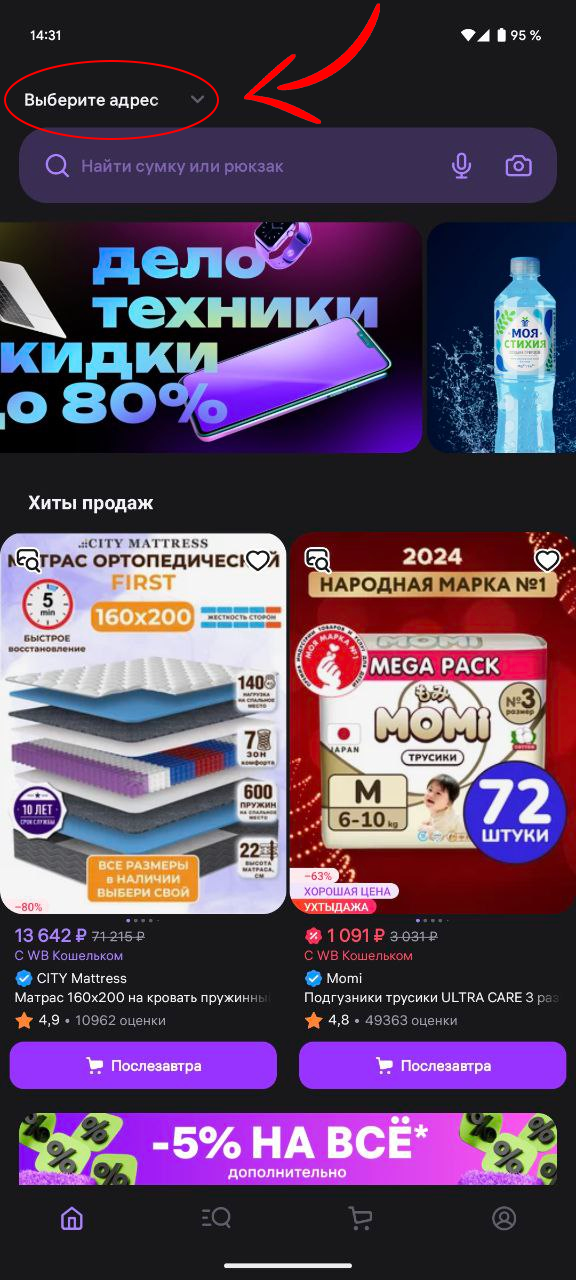 14:31
95 %
Выберите адрес
Найти сумку или рюкзак
дело
техники
кидки
до 80%
МОЯ
СТИХИЯ
Хиты продаж
CITY MATTRESS
МАТРАС ОРТОПЕДИЧЕСКИЙ
FIRST
5
min
160x200
ЖЕСТКОСТЬ СТОРОН
БЫСТРОЕ
восстановление
140
НАГРУЗКА
НА СПАЛЬНОЕ
МЕСТО
7 ЗОН
комфорта
600
ПРУЖИН
НА СПАЛЬНОЕ
МЕСТО
10 ЛЕТ
СРОК СЛУЖБЫ
22
ВЫСОТА
МАТРАСА,
СМ
ВСЕ РАЗМЕРЫ
В НАЛИЧИИ
ВЫБЕРИ СВОЙ
−80%
13 642 ₽ 71 215 ₽
С WB Кошельком
CITY Mattress
Матрас 160х200 на кровать пружинны
4,9 • 10962 оценки
Послезавтра
2024
НАРОДНАЯ МАРКА №1
МОЯ МАРКА №1
MOMI
MEGA PACK
№3
размер
MOMi
JAPAN
ТРУСИКИ
M
6-10 kg
72
ШТУКИ
−63%
ХОРОШАЯ ЦЕНА
УХТЫДАЖА
1 091 ₽ 3 031 ₽
С WB Кошельком
Momi
Подгузники трусики ULTRA CARE 3 раз
4,8 • 49363 оценки
Послезавтра
-5% НА ВСЁ*
дополнительно